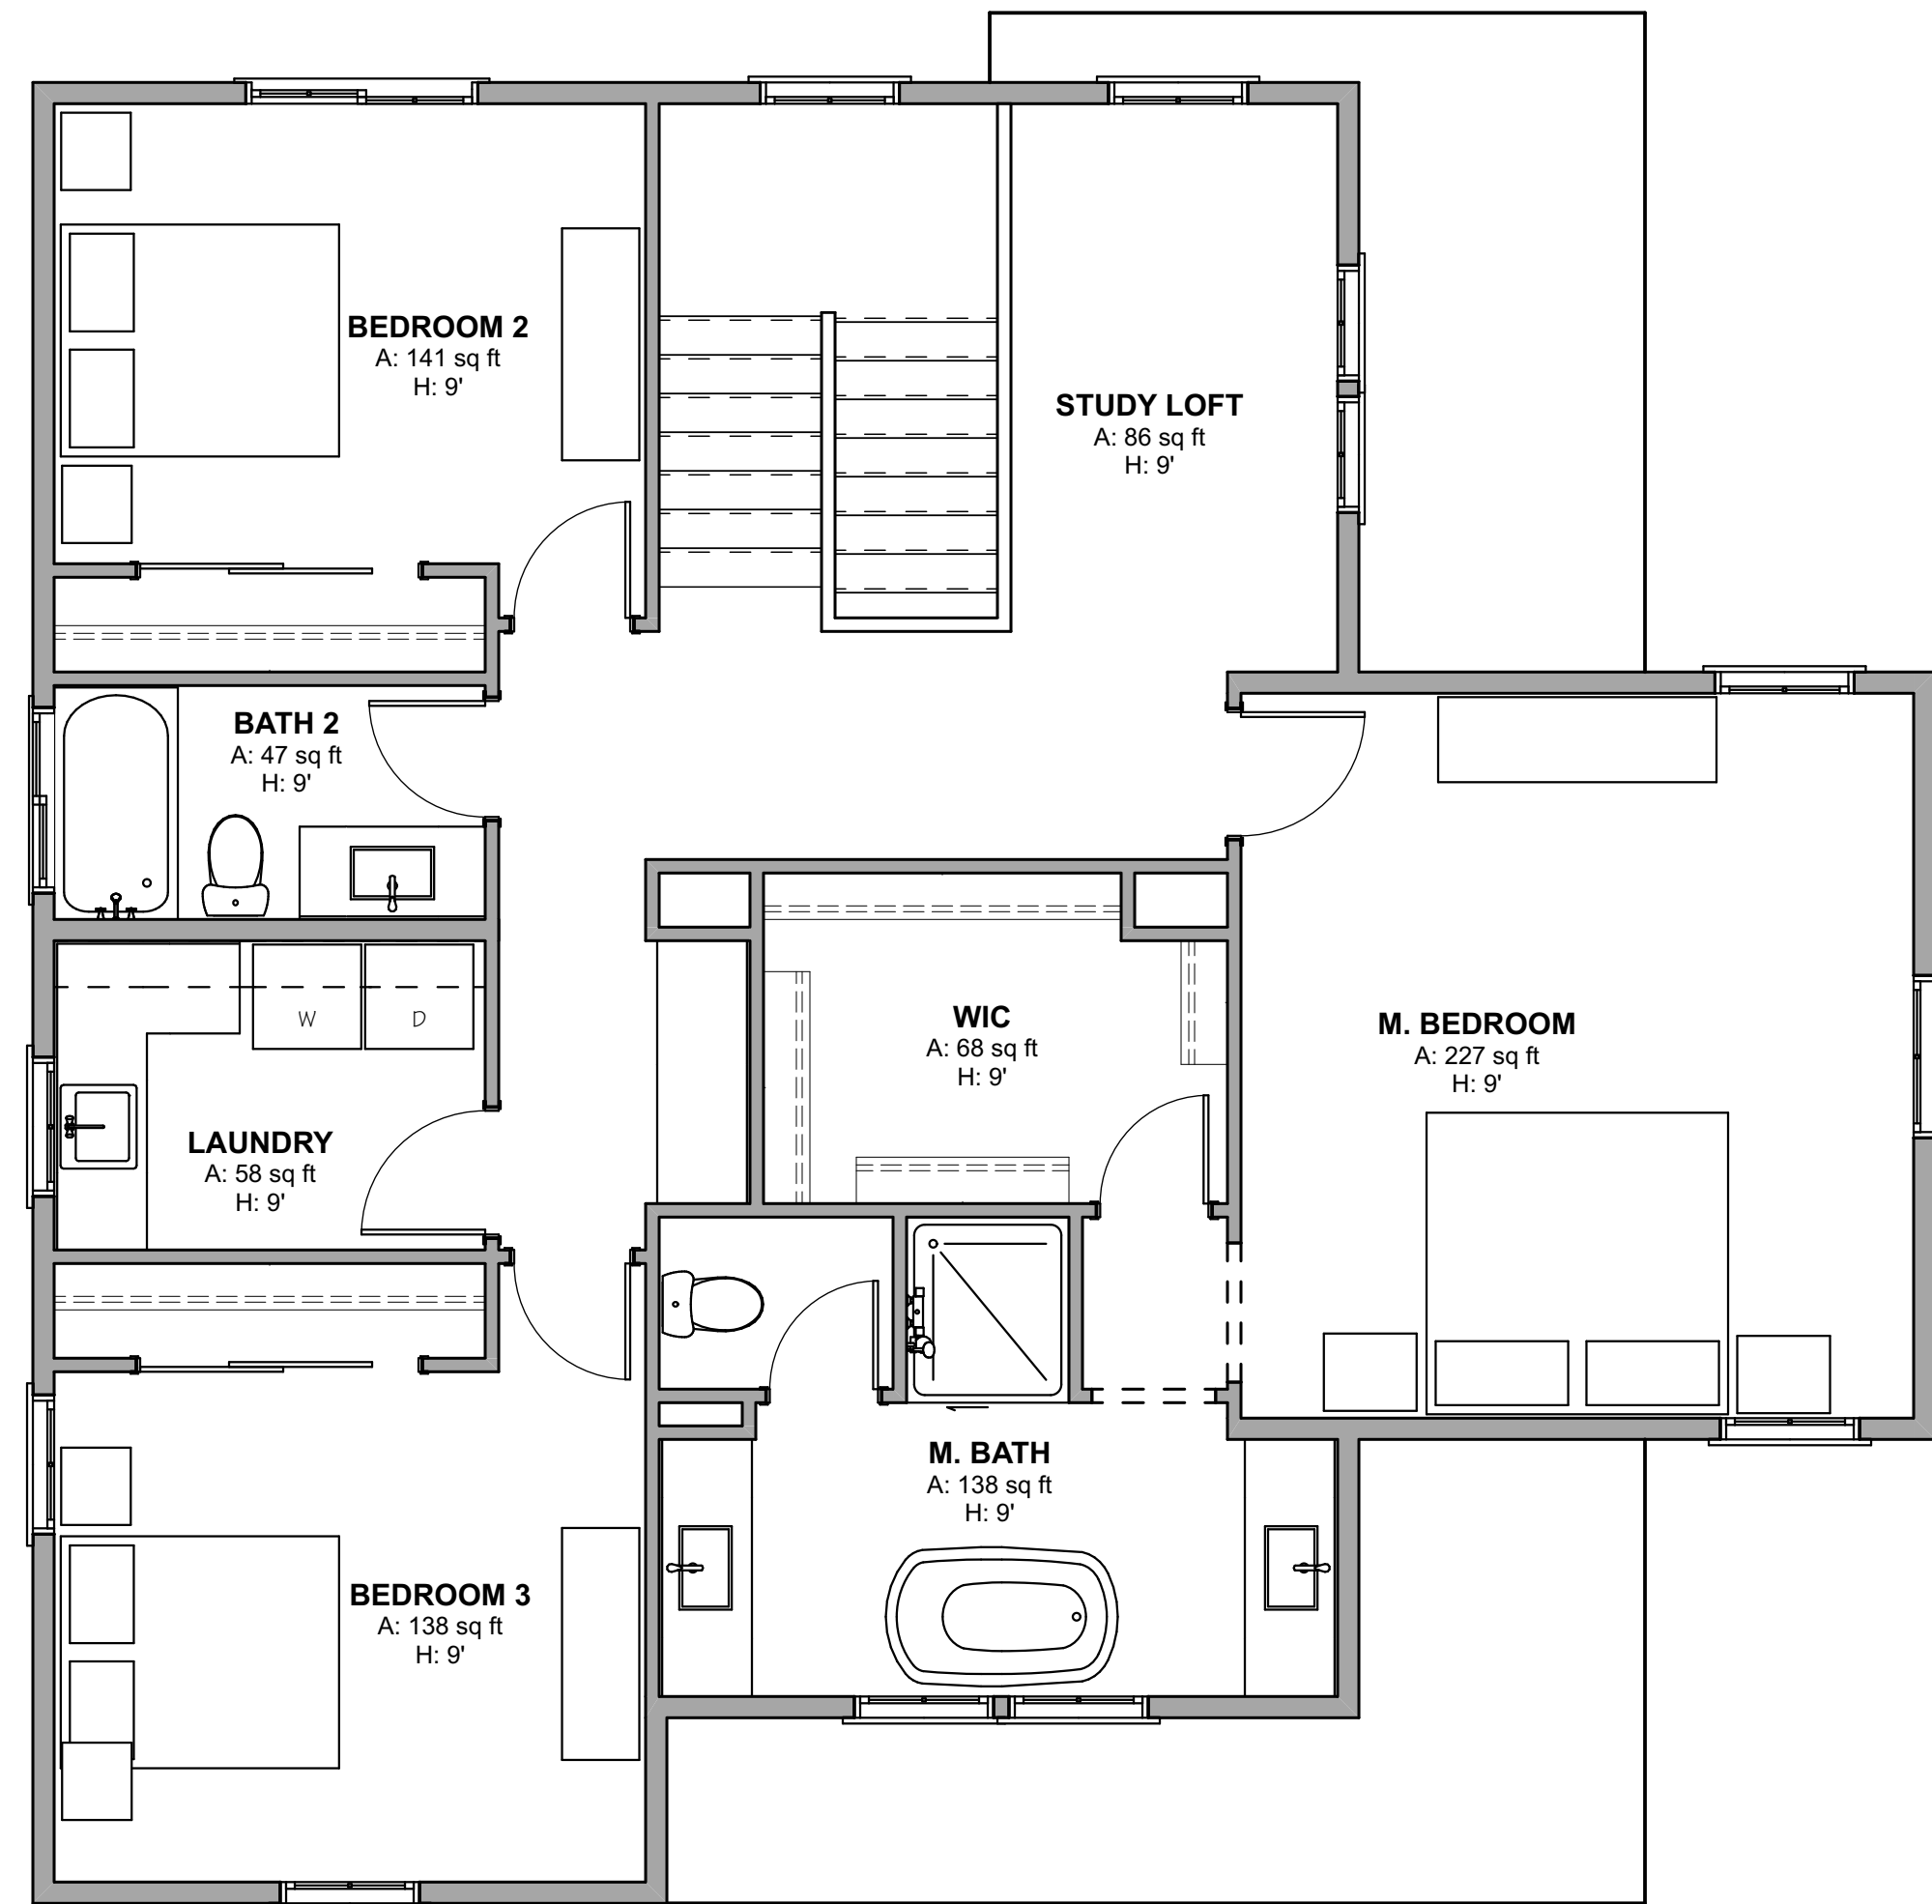 BEDROOM 2
A: 141 sq ft
H: 9'
STUDY LOFT
A: 86 sq ft
H: 9'
BATH 2
A: 47 sq ft
H: 9'
W
D
LAUNDRY
A: 58 sq ft
H: 9'
WIC
A: 68 sq ft
H: 9'
M. BEDROOM
A: 227 sq ft
H: 9'
M. BATH
A: 138 sq ft
H: 9'
BEDROOM 3
A: 138 sq ft
H: 9'